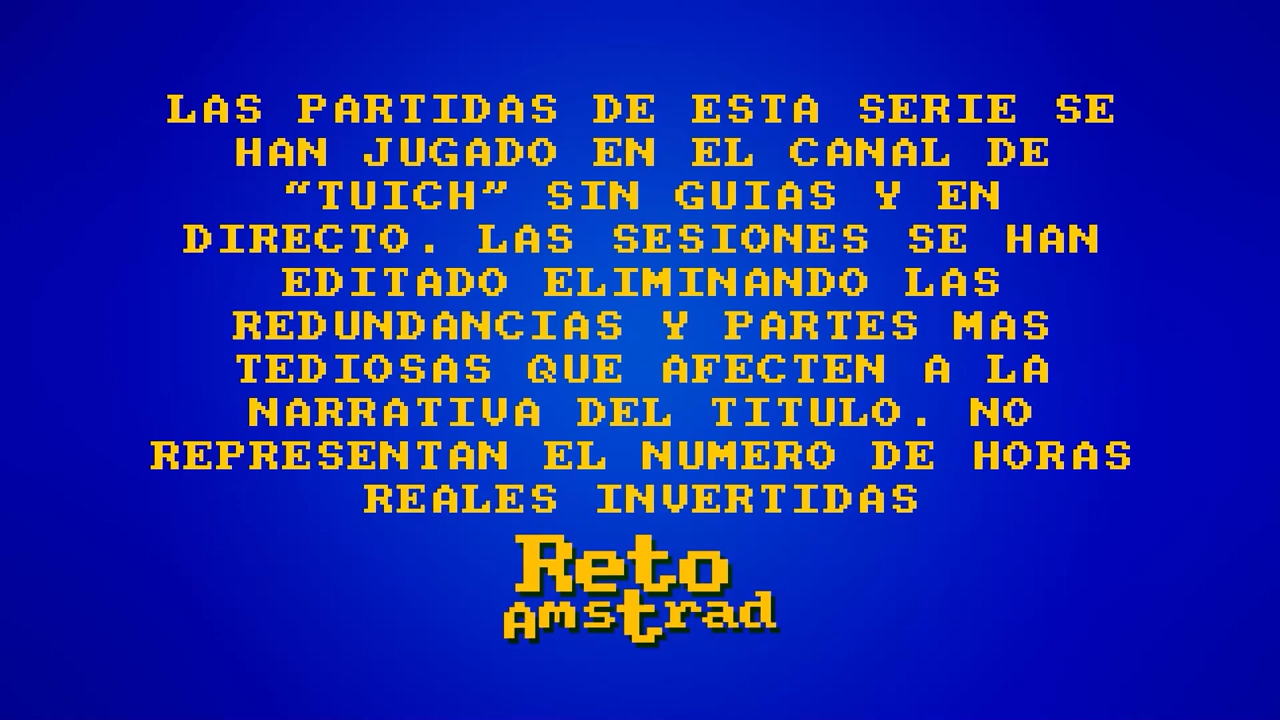 LAS PARTIDAS DE ESTA SERIE SE
HAN JUGADO EN EL CANAL DE
"TUICH" SIN GUIAS Y EN
DIRECTO. LAS SESIONES SE HAN
EDITADO ELIMINANDO LAS
REDUNDANCIAS Y PARTES MAS
TEDIOSAS QUE AFECTEN A LA
NARRATIVA DEL TITULO. NO
REPRESENTAN EL NUMERO DE HORAS
REALES INVERTIDAS
Reto
Amstrad